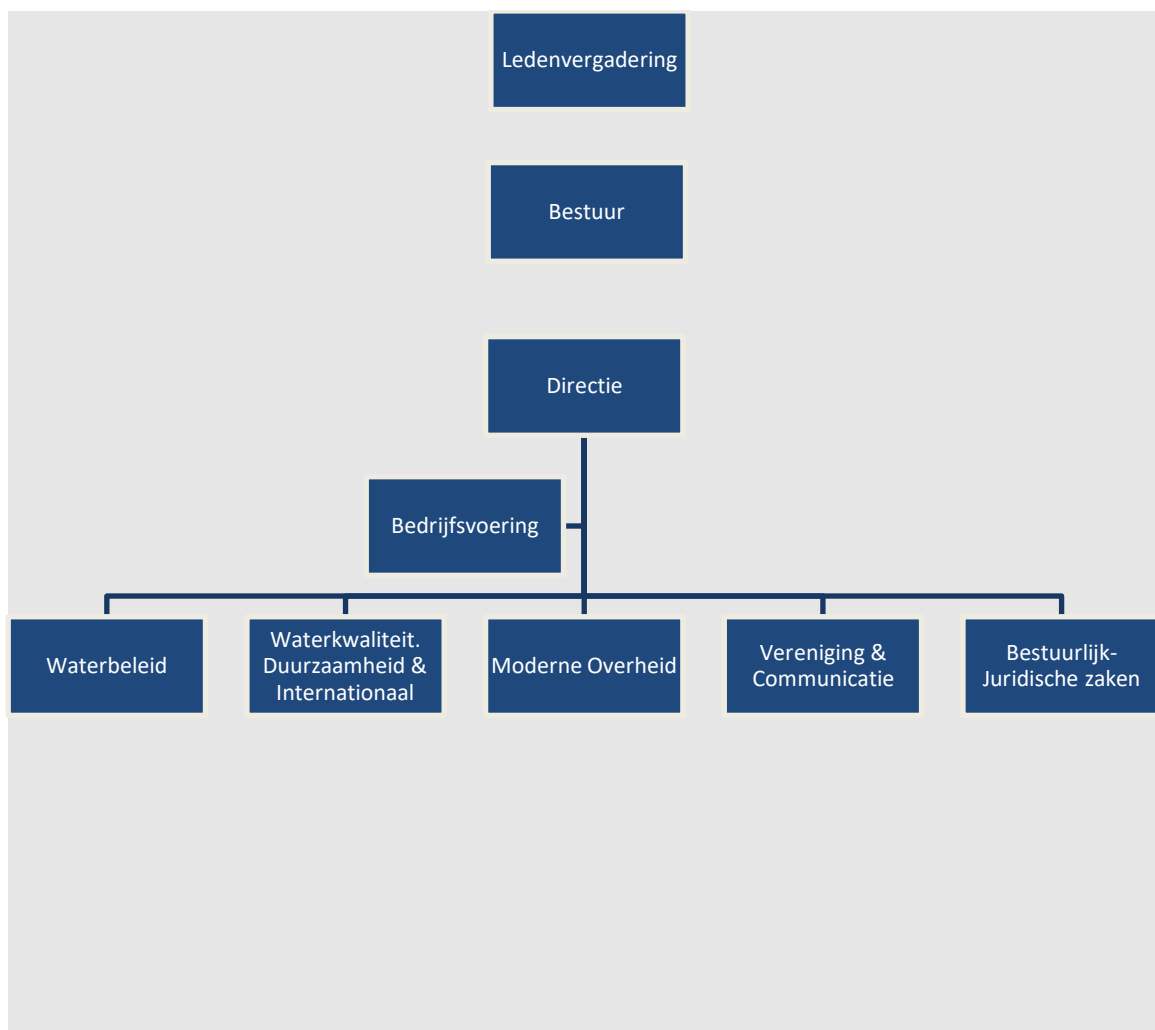 Ledenvergadering
Bestuur
Directie
Bedrijfsvoering
Waterbeleid
Waterkwaliteit.
Duurzaamheid &
Internationaal
Moderne Overheid
Vereniging &
Communicatie
Bestuurlijk-
Juridische zaken